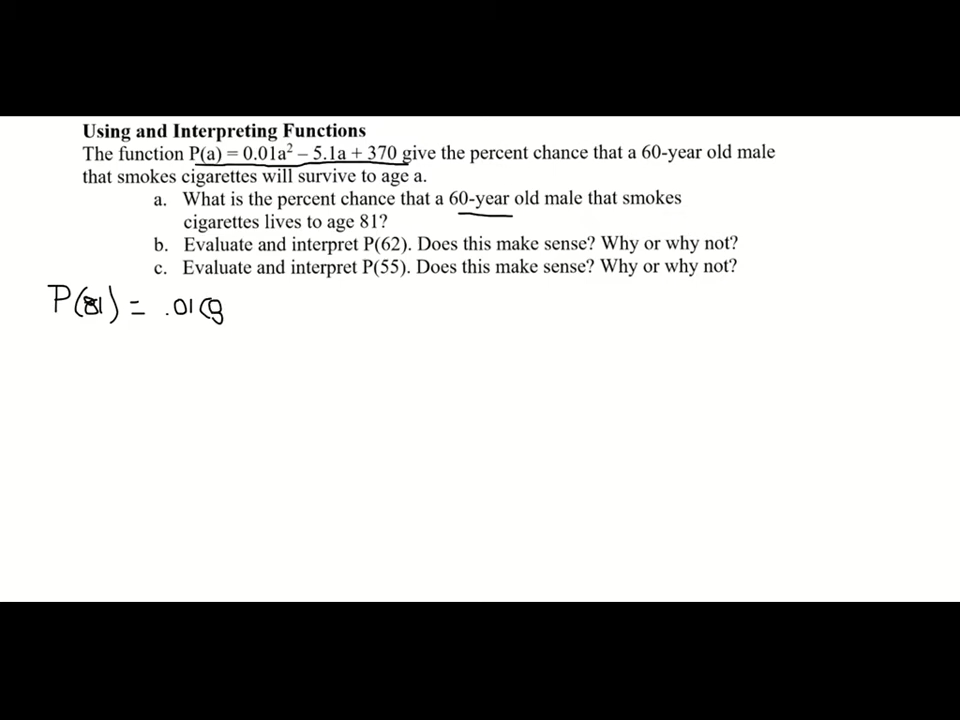 Using and Interpreting Functions
The function P(a) = 0.01a² – 5.1a + 370 give the percent chance that a 60-year old male
that smokes cigarettes will survive to age a.
a. What is the percent chance that a 60-year old male that smokes
cigarettes lives to age 81?
b. Evaluate and interpret P(62). Does this make sense? Why or why not?
c. Evaluate and interpret P(55). Does this make sense? Why or why not?
P(81) = .01(8